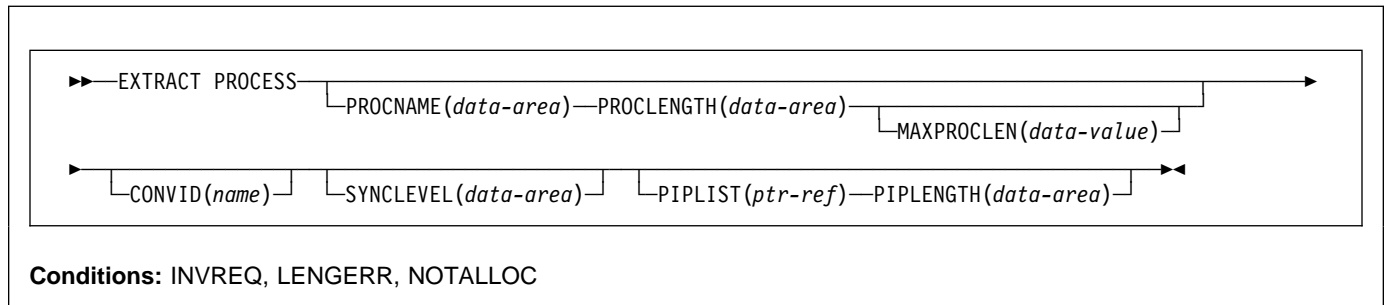 EXTRACT PROCESS
PROCNAME(data-area) PROCLENGTH(data-area)
MAXPROCLEN(data-value)
CONVID(name) SYNCLEVEL(data-area) PIPLIST(ptr-ref) PIPLENGTH(data-area)
Conditions: INVREQ, LENGERR, NOTALLOC